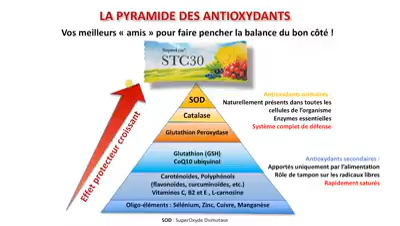 LA PYRAMIDE DES ANTIOXYDANTS
Vos meilleurs « amis » pour faire pencher la balance du bon côté !
STC30
Effet protecteur croissant
SOD
Catalase
Glutathion Peroxydase
Glutathion (GSH)
CoQ10 ubiquinol
Caroténoides, Polyphénols
(flavonoides, curcuminoides, etc.)
Vitamines C, B2 et E , L-carnosine
Oligo-éléments : Sélénium, Zinc, Cuivre, Manganèse
Antioxydants primaires :
Naturellement présents dans toutes les
cellules de l'organisme
Enzymes essentielles
Système complet de défense
Antioxydants secondaires :
Apportés uniquement par l'alimentation
Rôle de tampon sur les radicaux libres
Rapidement saturés
SOD : SuperOxyde Dismutase